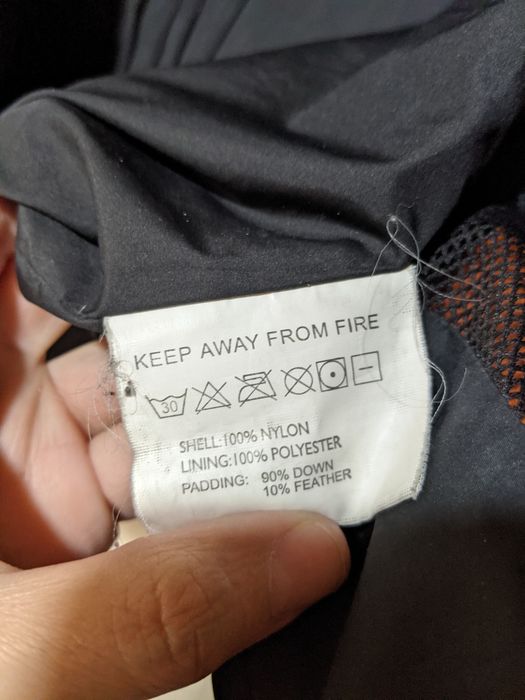 KEEP AWAY FROM FIRE
30
SHELL:100% NYLON
LINING:100% POLYESTER
PADDING: 90% DOWN
10% FEATHER